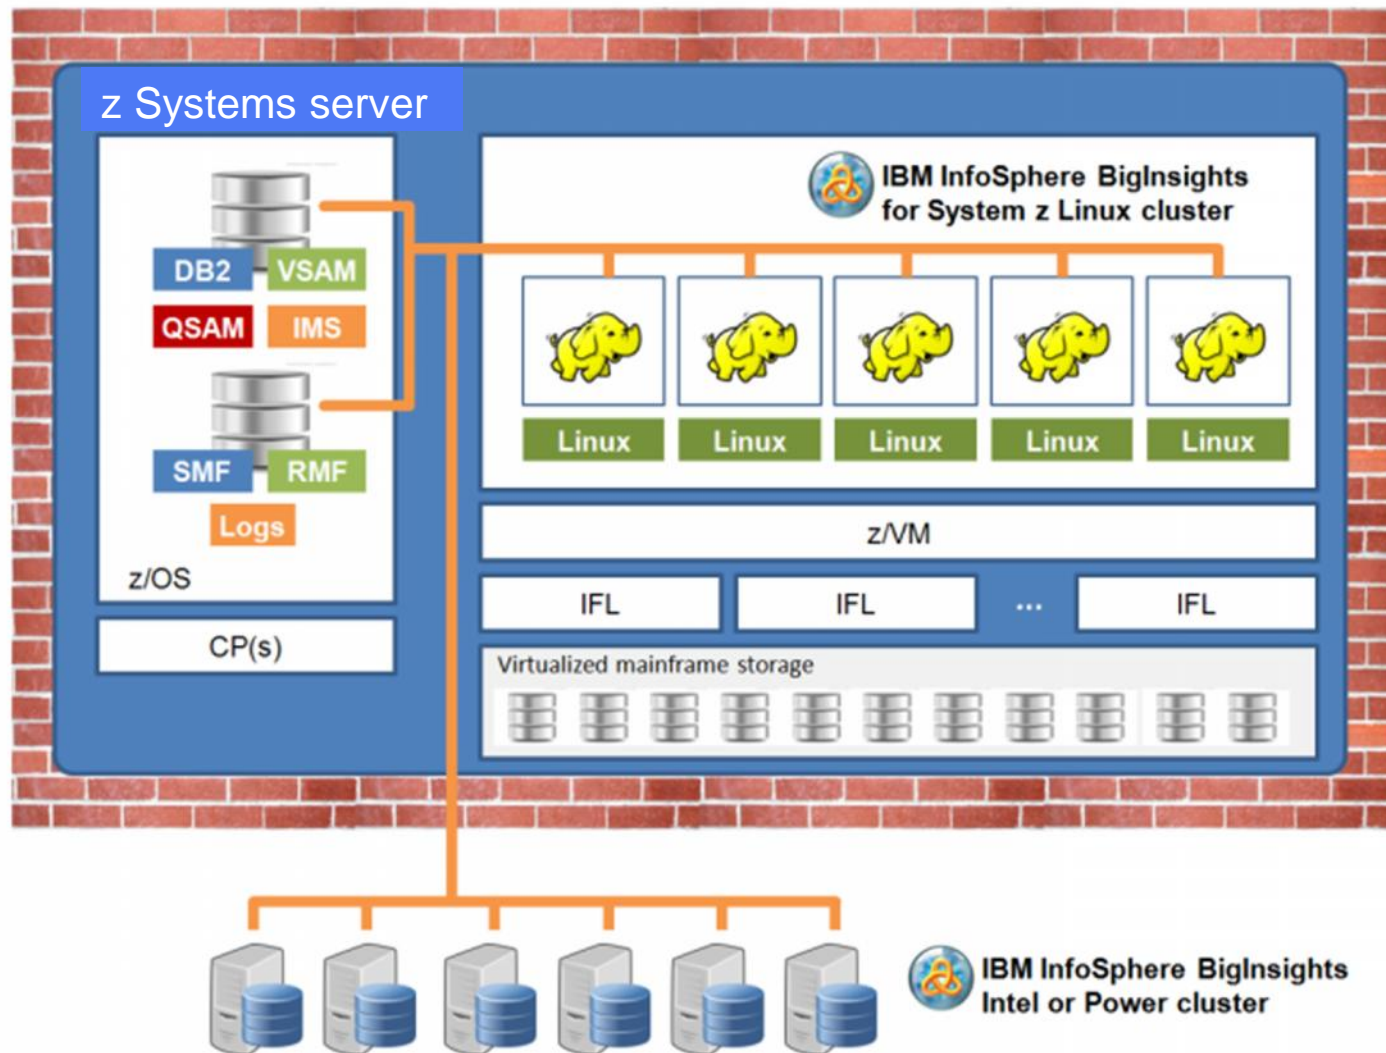 z Systems server
IBM InfoSphere BigInsights
for System z Linux cluster
DB2
VSAM
QSAM
IMS
SMF
RMF
Logs
z/OS
CP(s)
Linux
Linux
Linux
Linux
Linux
z/VM
IFL
IFL
...
IFL
Virtualized mainframe storage
IBM InfoSphere BigInsights
Intel or Power cluster